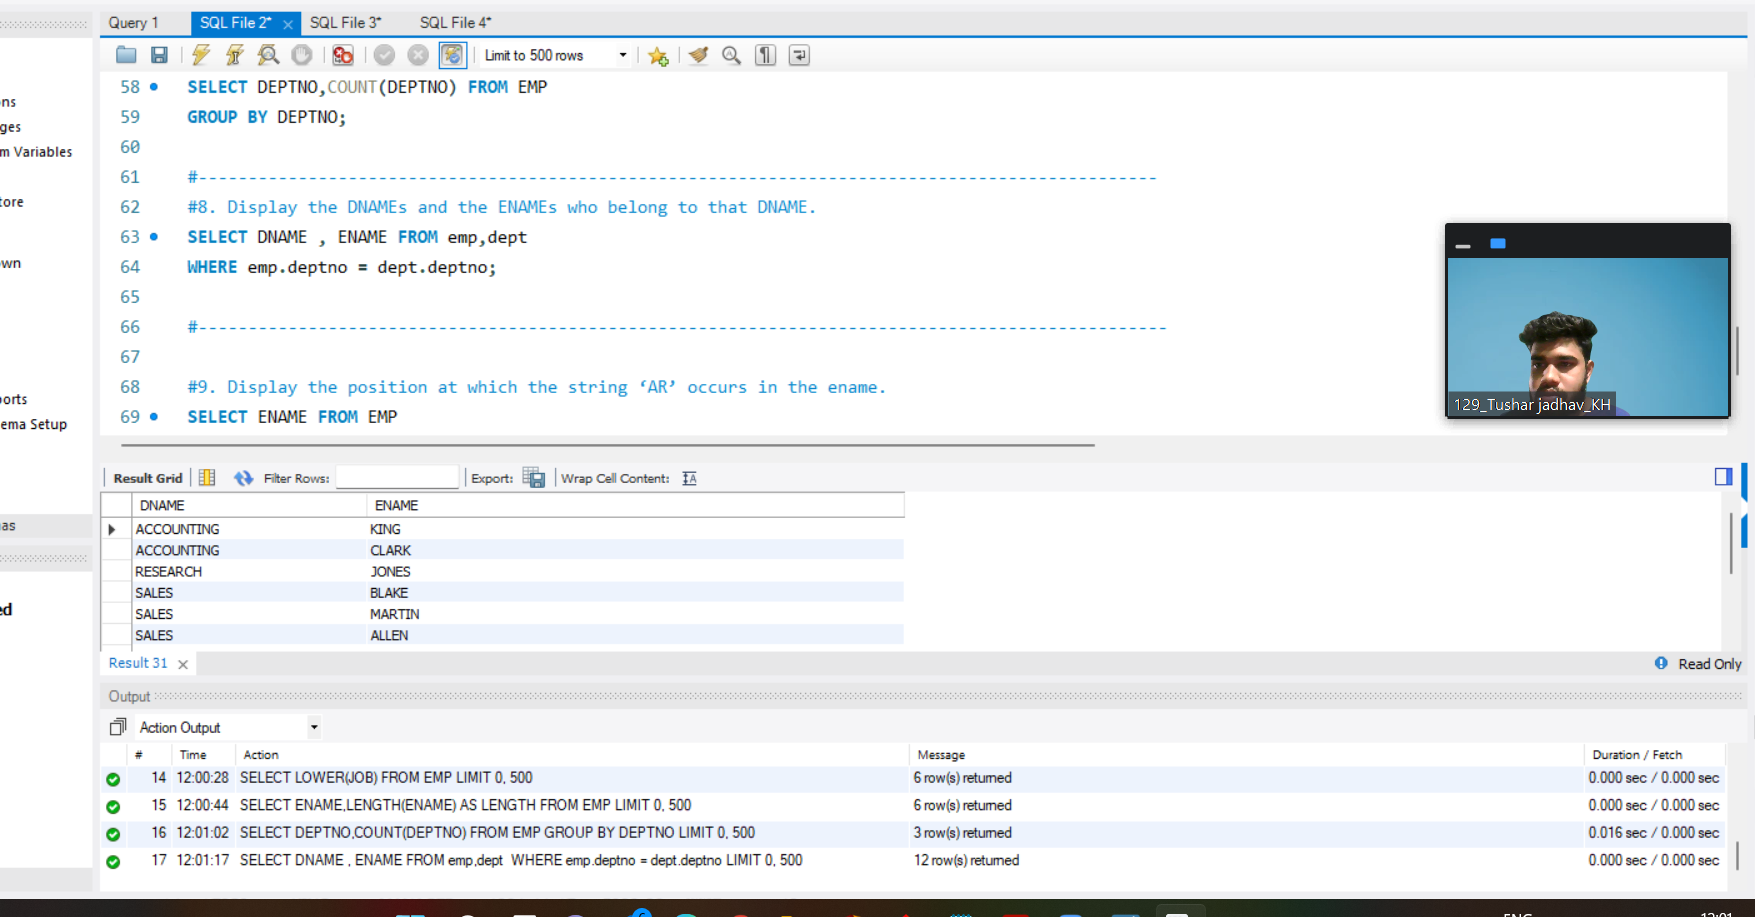 Query 1
SQL File 2*
SQL File 3*
SQL File 4*
Limit to 500 rows
58 SELECT DEPTNO,COUNT(DEPTNO) FROM EMP
59 GROUP BY DEPTNO;
60
61 #------------------------------------------------------------------------------------------------
62 #8. Display the DNAMEs and the ENAMEs who belong to that DNAME.
63 SELECT DNAME , ENAME FROM emp,dept
64 WHERE emp.deptno = dept.deptno;
65
66 #-------------------------------------------------------------------------------------------------
67
68 #9. Display the position at which the string ‘AR’ occurs in the ename.
69 SELECT ENAME FROM EMP
ons
ges
m Variables
tore
own
ports
ema Setup
as
ed
129_Tushar jadhav_KH
Result Grid Filter Rows: Export: Wrap Cell Content:
DNAME ENAME
ACCOUNTING KING
ACCOUNTING CLARK
RESEARCH JONES
SALES BLAKE
SALES MARTIN
SALES ALLEN
Result 31 Read Only
Output
Action Output
# Time Action Message Duration / Fetch
14 12:00:28 SELECT LOWER(JOB) FROM EMP LIMIT 0, 500 6 row(s) returned 0.000 sec / 0.000 sec
15 12:00:44 SELECT ENAME,LENGTH(ENAME) AS LENGTH FROM EMP LIMIT 0, 500 6 row(s) returned 0.000 sec / 0.000 sec
16 12:01:02 SELECT DEPTNO,COUNT(DEPTNO) FROM EMP GROUP BY DEPTNO LIMIT 0, 500 3 row(s) returned 0.016 sec / 0.000 sec
17 12:01:17 SELECT DNAME , ENAME FROM emp,dept WHERE emp.deptno = dept.deptno LIMIT 0, 500 12 row(s) returned 0.000 sec / 0.000 sec